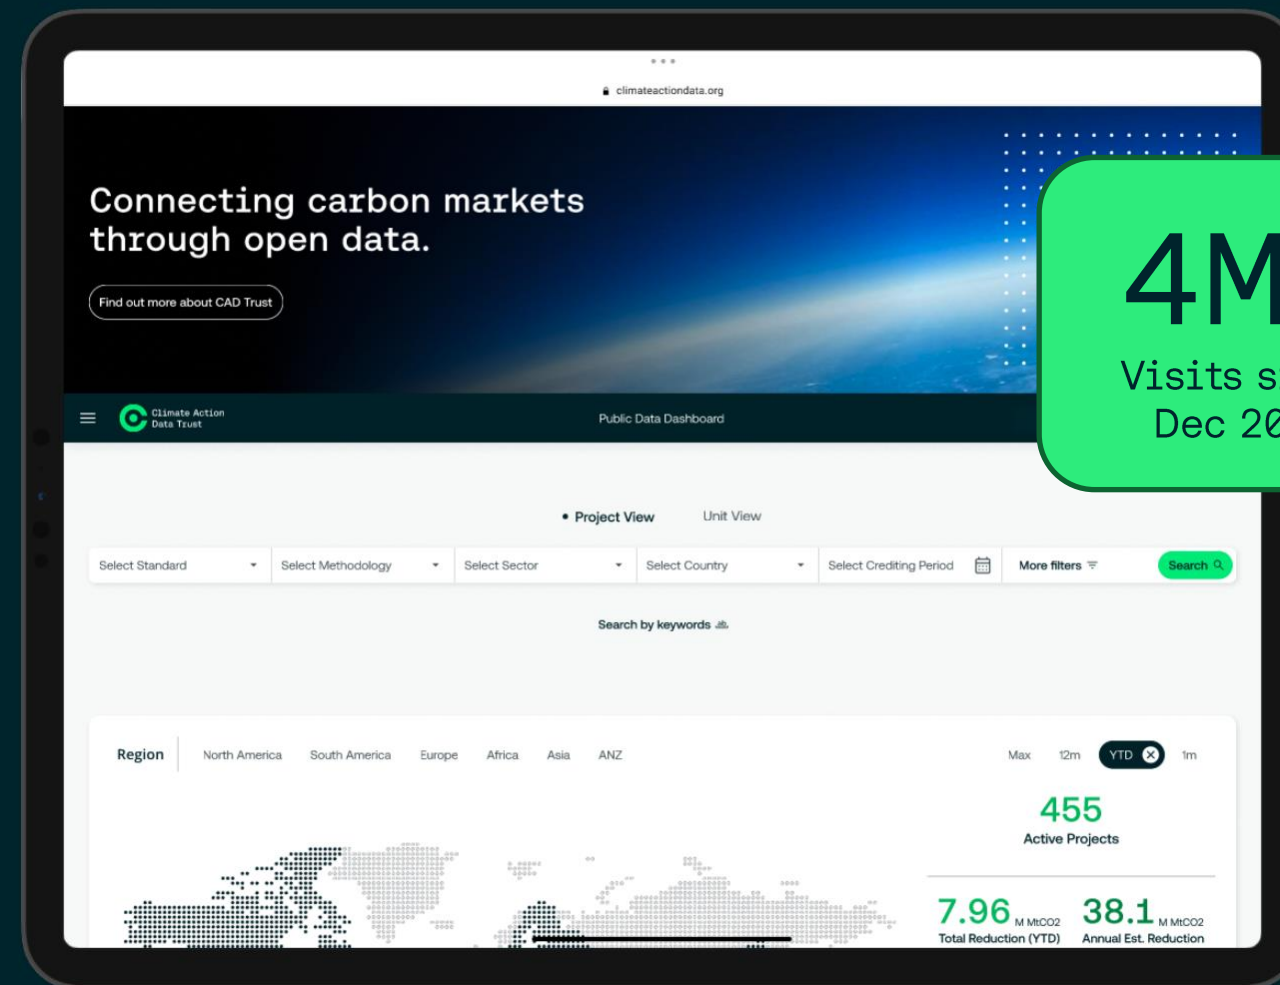 climateactiondata.org
Connecting carbon markets
through open data.
Find out more about CAD Trust
4M
Visits
Dec
Climate Action
Data Trust
Public Data Dashboard
• Project View Unit View
Select Standard Select Methodology Select Sector Select Country Select Crediting Period More filters Search
Search by keywords
Region North America South America Europe Africa Asia ANZ
Max 12m YTD 1m
455
Active Projects
7.96 M MtCO2 38.1 M MtCO2
Total Reduction (YTD) Annual Est. Reduction